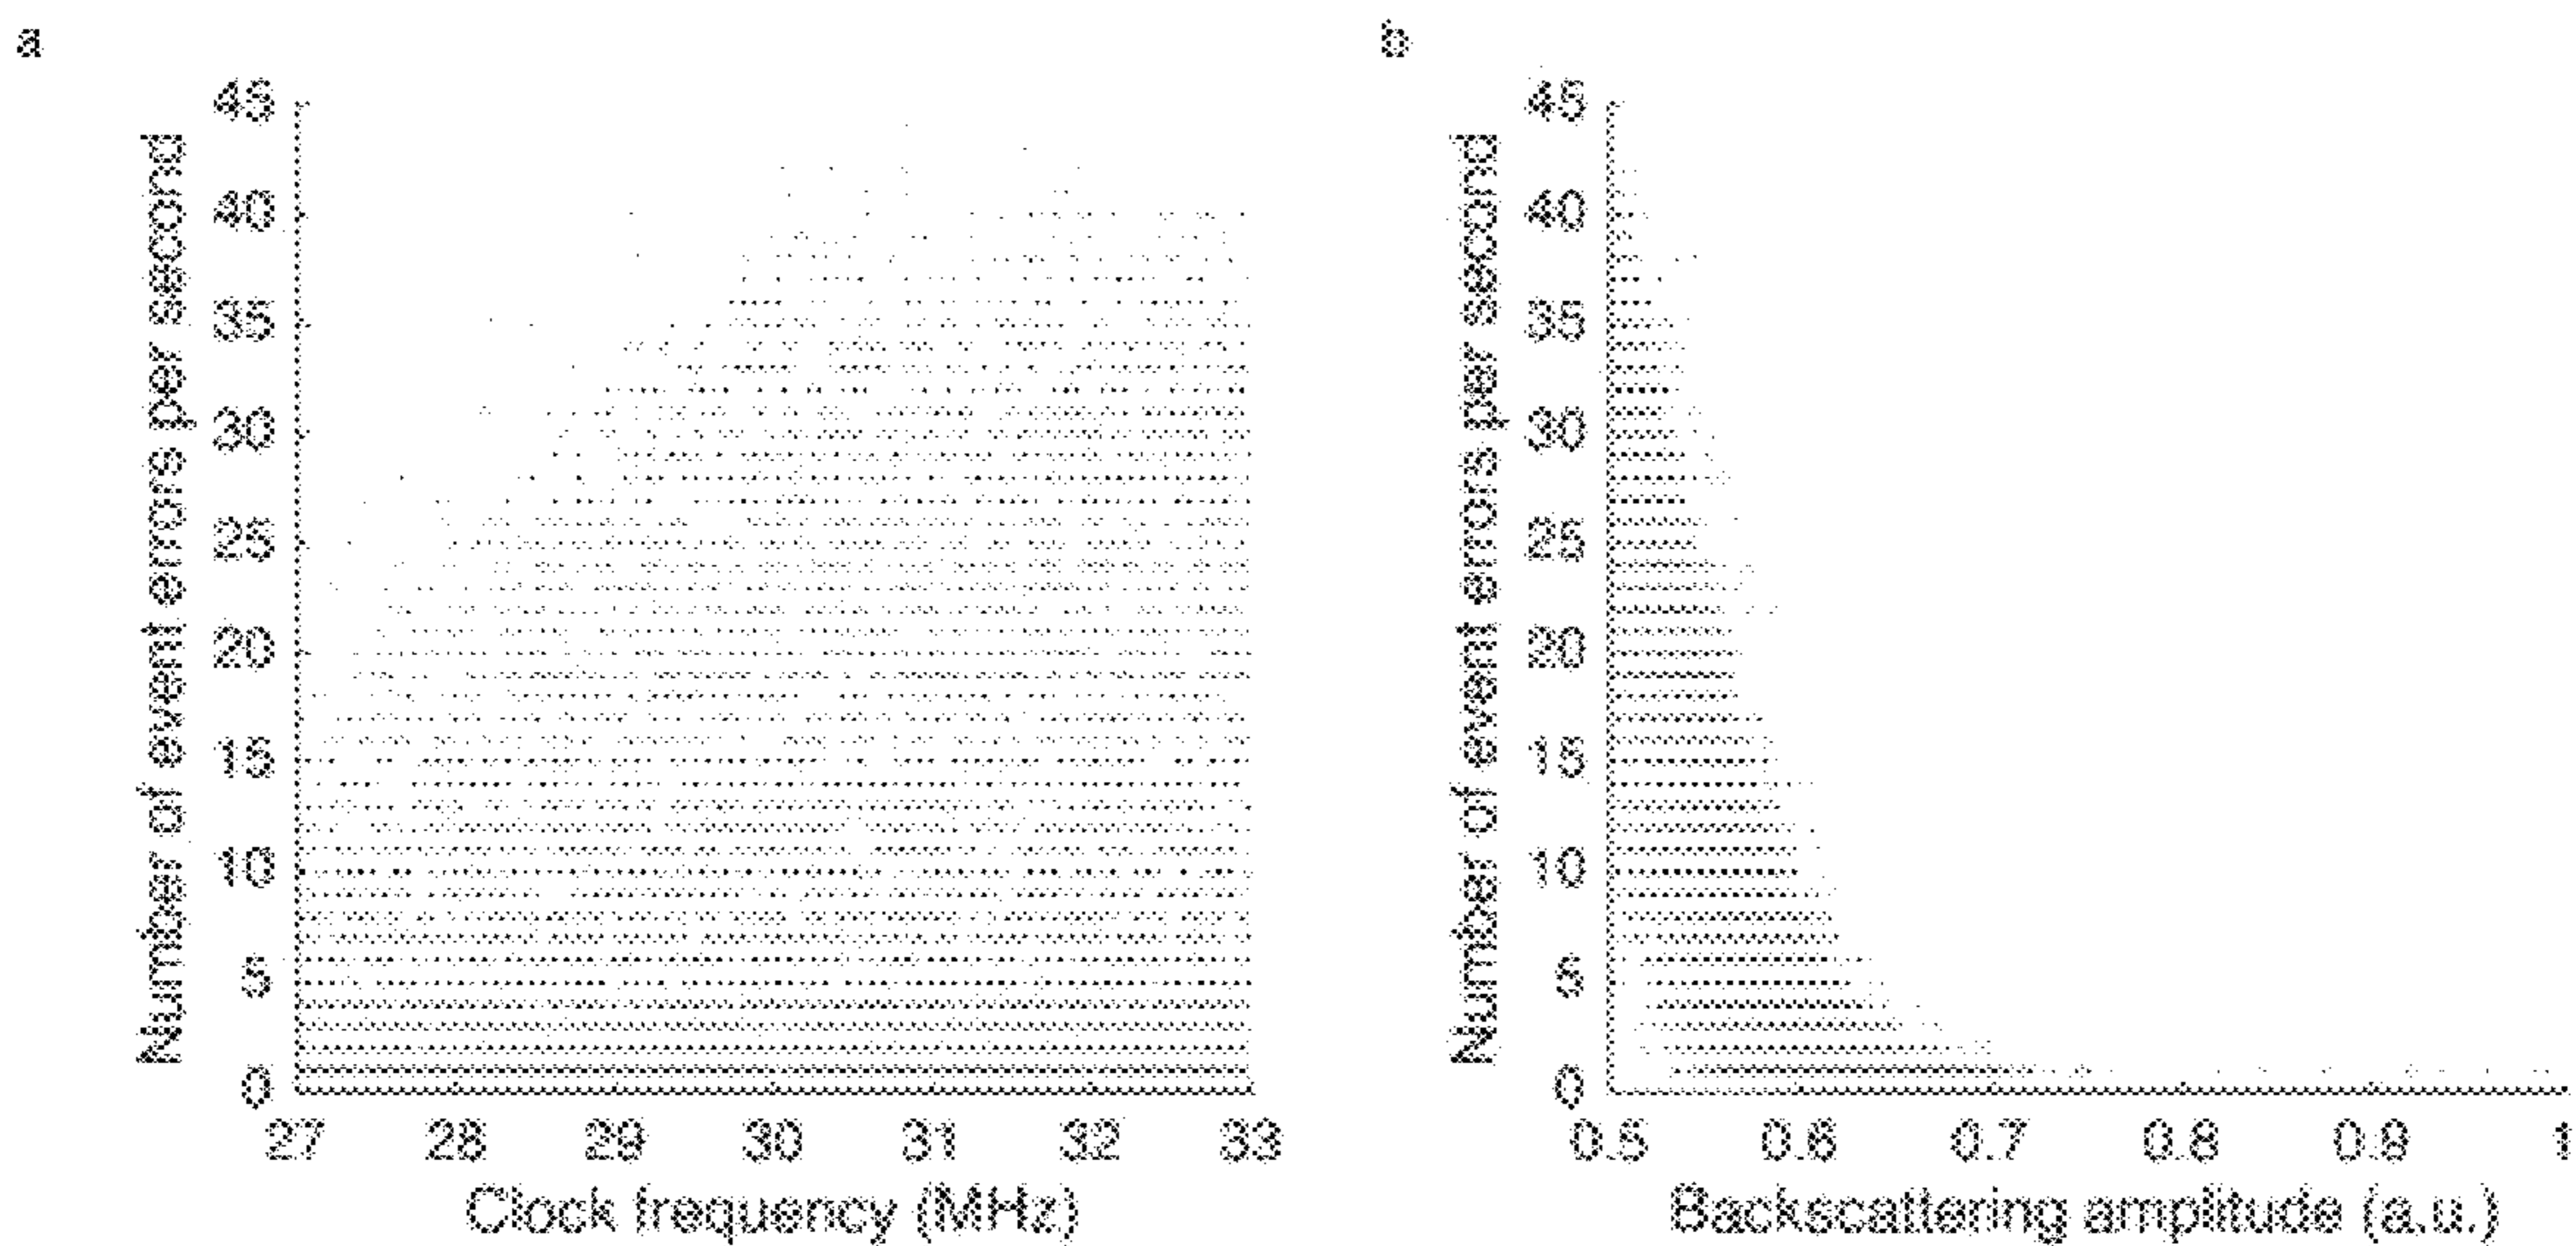 a
45
40
35
30
25
20
15
10
5
0
Number of event errors per second
27 28 29 30 31 32 33
Clock frequency (MHz)
b
45
40
35
30
25
20
15
10
5
0
Number of event errors per second
0.5 0.6 0.7 0.8 0.9 1
Backscattering amplitude (a.u.)